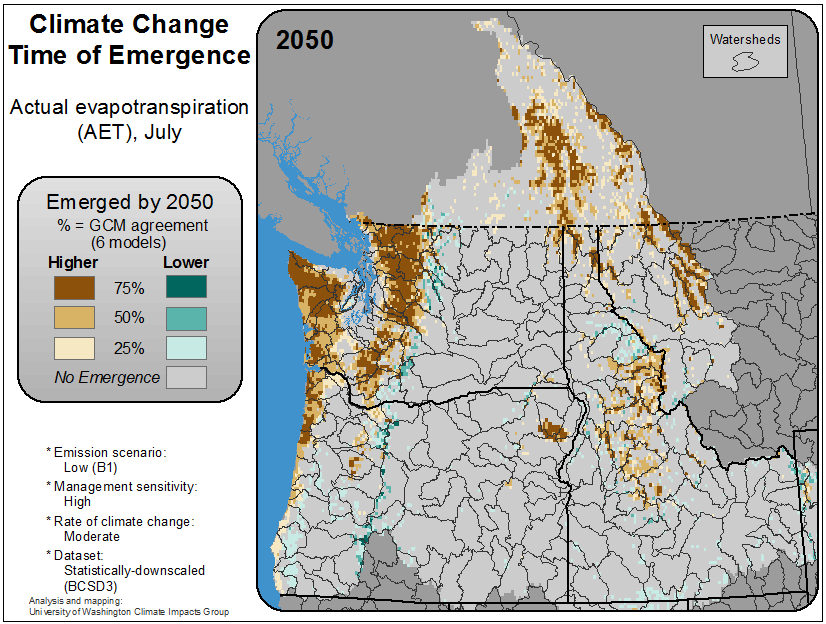 Climate Change
Time of Emergence
Actual evapotranspiration
(AET), July
Emerged by 2050
% = GCM agreement
(6 models)
Higher Lower
75%
50%
25%
No Emergence
* Emission scenario:
Low (B1)
* Management sensitivity:
High
* Rate of climate change:
Moderate
* Dataset:
Statistically-downscaled
(BCSD3)
Analysis and mapping:
University of Washington Climate Impacts Group
2050
Watersheds